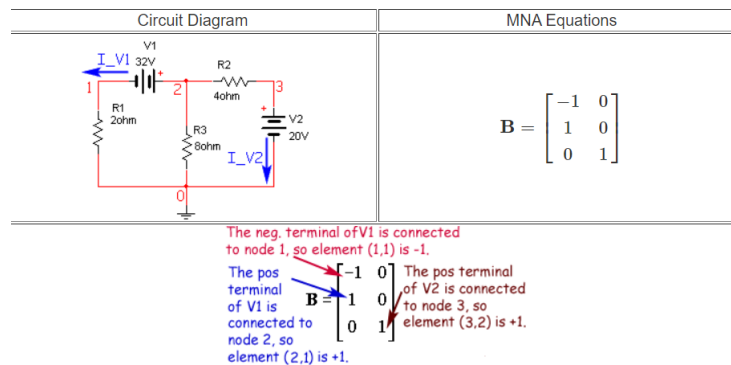 Circuit Diagram
MNA Equations
V1
I_V1 32V
+
R2
1
2
3
4ohm
R1
2ohm
+
V2
20V
R3
8ohm
I_V2
0
B = [ −1 0
1 0
0 1 ]
The neg. terminal ofV1 is connected
to node 1, so element (1,1) is -1.
The pos
terminal
of V1 is
connected to
node 2, so
element (2,1) is +1.
B = [ −1 0
1 0
0 1 ]
The pos terminal
of V2 is connected
to node 3, so
element (3,2) is +1.